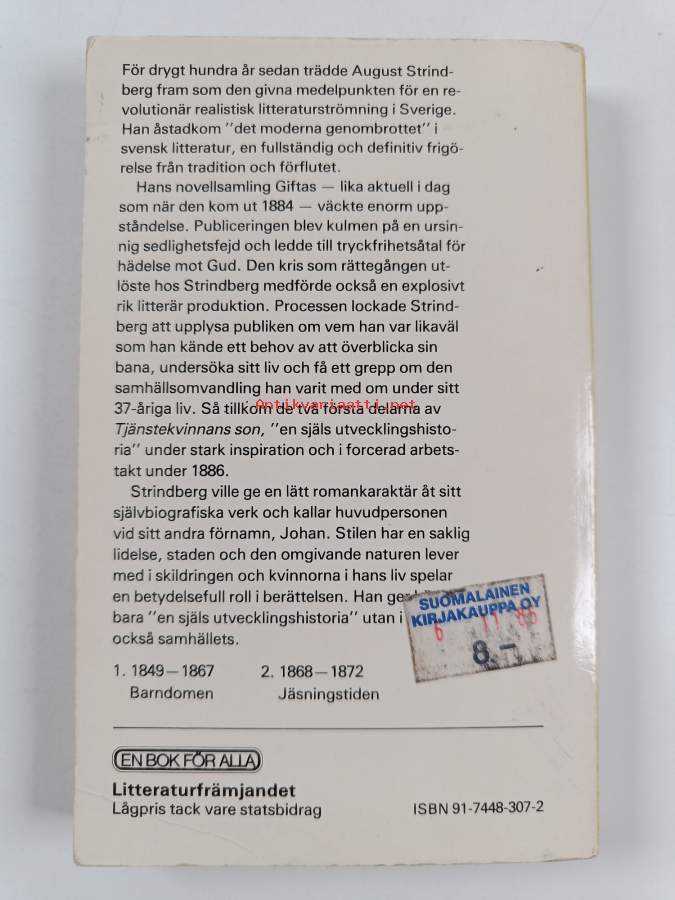 För drygt hundra år sedan trädde August Strind-
berg fram som den givna medelpunkten för en re-
volutionär realistisk litteraturströmning i Sverige.
Han åstadkom "det moderna genombrottet" i
svensk litteratur, en fullständig och definitiv frigö-
relse från tradition och förflutet.
Hans novellsamling Giftas — lika aktuell i dag
som när den kom ut 1884 — väckte enorm upp-
ståndelse. Publiceringen blev kulmen på en ursin-
nig sedlighetsfejd och ledde till tryckfrihetsåtal för
hädelse mot Gud. Den kris som rättegången ut-
löste hos Strindberg medförde också en explosivt
rik litterär produktion. Processen lockade Strind-
berg att upplysa publiken om vem han var likaväl
som han kände ett behov av att överblicka sin
bana, undersöka sitt liv och få ett grepp om den
samhällsomvandling han varit med om under sitt
37-åriga liv. Så tillkom de två första delarna av
Antikvariaatti.net
Tjänstekvinnans son, "en själs utvecklingshisto-
ria" under stark inspiration och i forcerad arbets-
takt under 1886.
Strindberg ville ge en lätt romankaraktär åt sitt
självbiografiska verk och kallar huvudpersonen
vid sitt andra förnamn, Johan. Stilen har en saklig
lidelse, staden och den omgivande naturen lever
med i skildringen och kvinnorna i hans liv spelar
en betydelsefull roll i berättelsen. Han ger
bara "en själs utvecklingshistoria" utan i
också samhällets.
SUOMALAINEN
KIRJAKAUPPA OY
6 11 86
8.–
1. 1849—1867
Barndomen
2. 1868—1872
Jäsningstiden
EN BOK FÖR ALLA
Litteraturfrämjandet
Lågpris tack vare statsbidrag
ISBN 91-7448-307-2